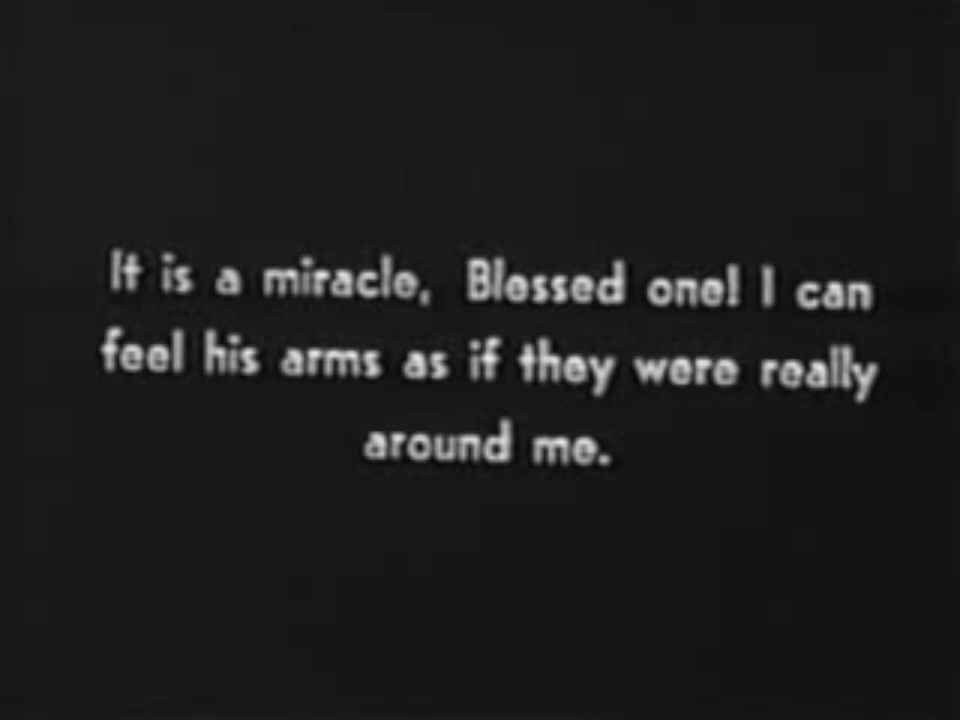 It is a miracle, Blessed one! I can
feel his arms as if they were really
around me.